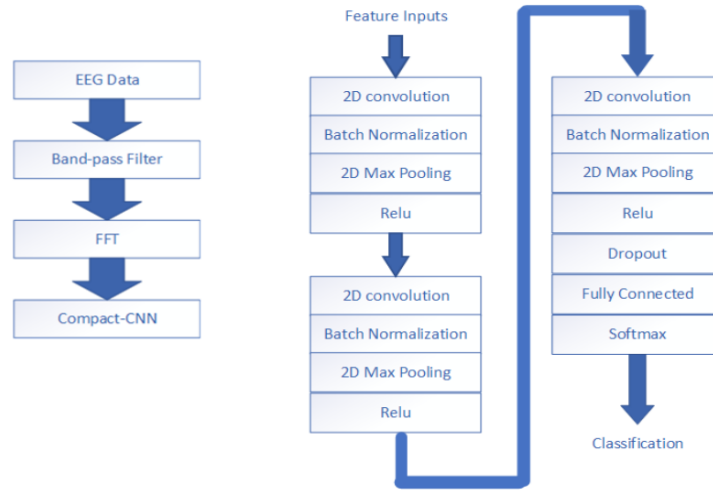 EEG Data
Band-pass Filter
FFT
Compact-CNN
Feature Inputs
2D convolution
Batch Normalization
2D Max Pooling
Relu
2D convolution
Batch Normalization
2D Max Pooling
Relu
2D convolution
Batch Normalization
2D Max Pooling
Relu
Dropout
Fully Connected
Softmax
Classification